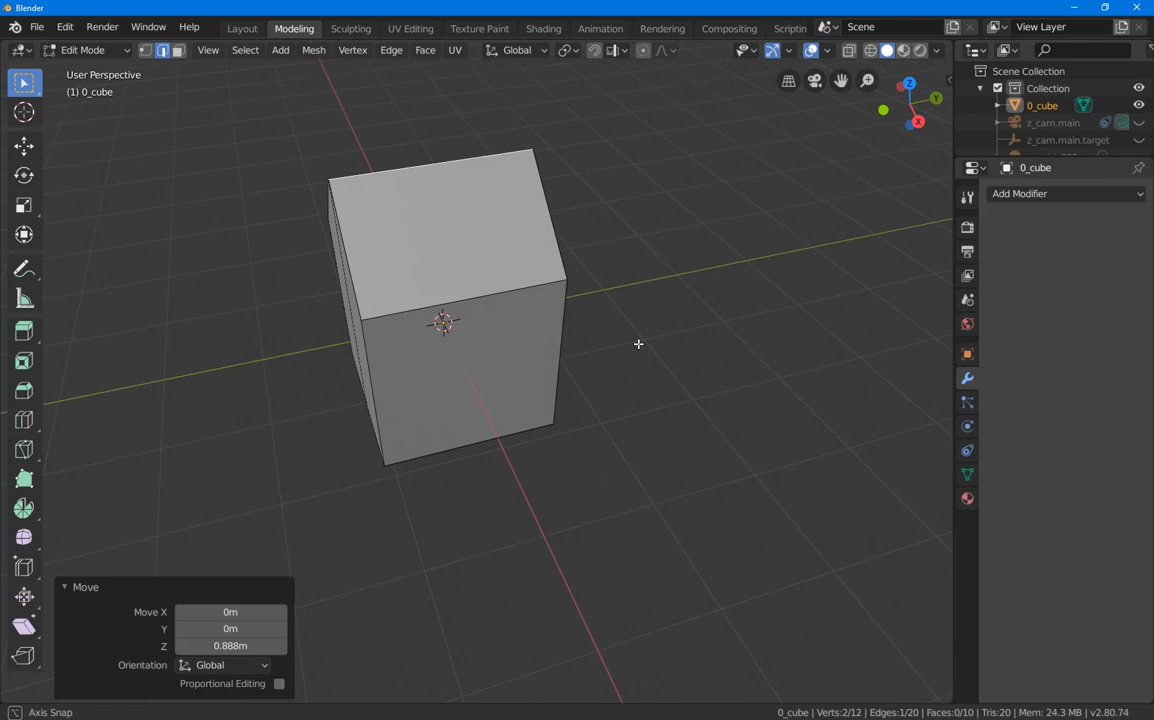 Blender
File Edit Render Window Help Layout Modeling Sculpting UV Editing Texture Paint Shading Animation Rendering Compositing Scriptin Scene View Layer
Edit Mode View Select Add Mesh Vertex Edge Face UV Global
User Perspective
(1) 0_cube
Z
Y
X
Scene Collection
Collection
0_cube
z_cam.main
z_cam.main.target
0_cube
Add Modifier
Move
Move X 0m
Y 0m
Z 0.888m
Orientation Global
Proportional Editing
Axis Snap 0_cube | Verts:2/12 | Edges:1/20 | Faces:0/10 | Tris:20 | Mem: 24.3 MB | v2.80.74